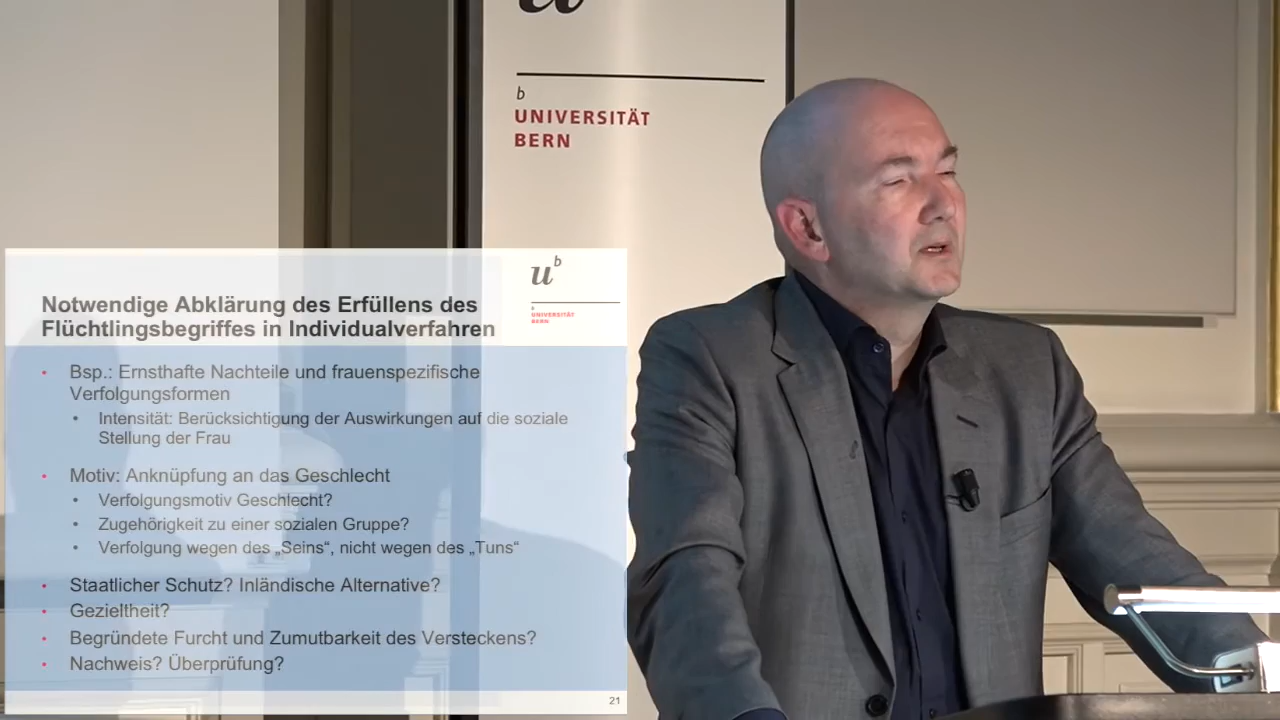 u
b
UNIVERSITÄT
BERN
u
b
b
UNIVERSITÄT
BERN
Notwendige Abklärung des Erfüllens des
Flüchtlingsbegriffes in Individualverfahren
• Bsp.: Ernsthafte Nachteile und frauenspezifische
Verfolgungsformen
• Intensität: Berücksichtigung der Auswirkungen auf die soziale
Stellung der Frau
• Motiv: Anknüpfung an das Geschlecht
• Verfolgungsmotiv Geschlecht?
• Zugehörigkeit zu einer sozialen Gruppe?
• Verfolgung wegen des „Seins“, nicht wegen des „Tuns“
• Staatlicher Schutz? Inländische Alternative?
• Gezieltheit?
• Begründete Furcht und Zumutbarkeit des Versteckens?
• Nachweis? Überprüfung?
21